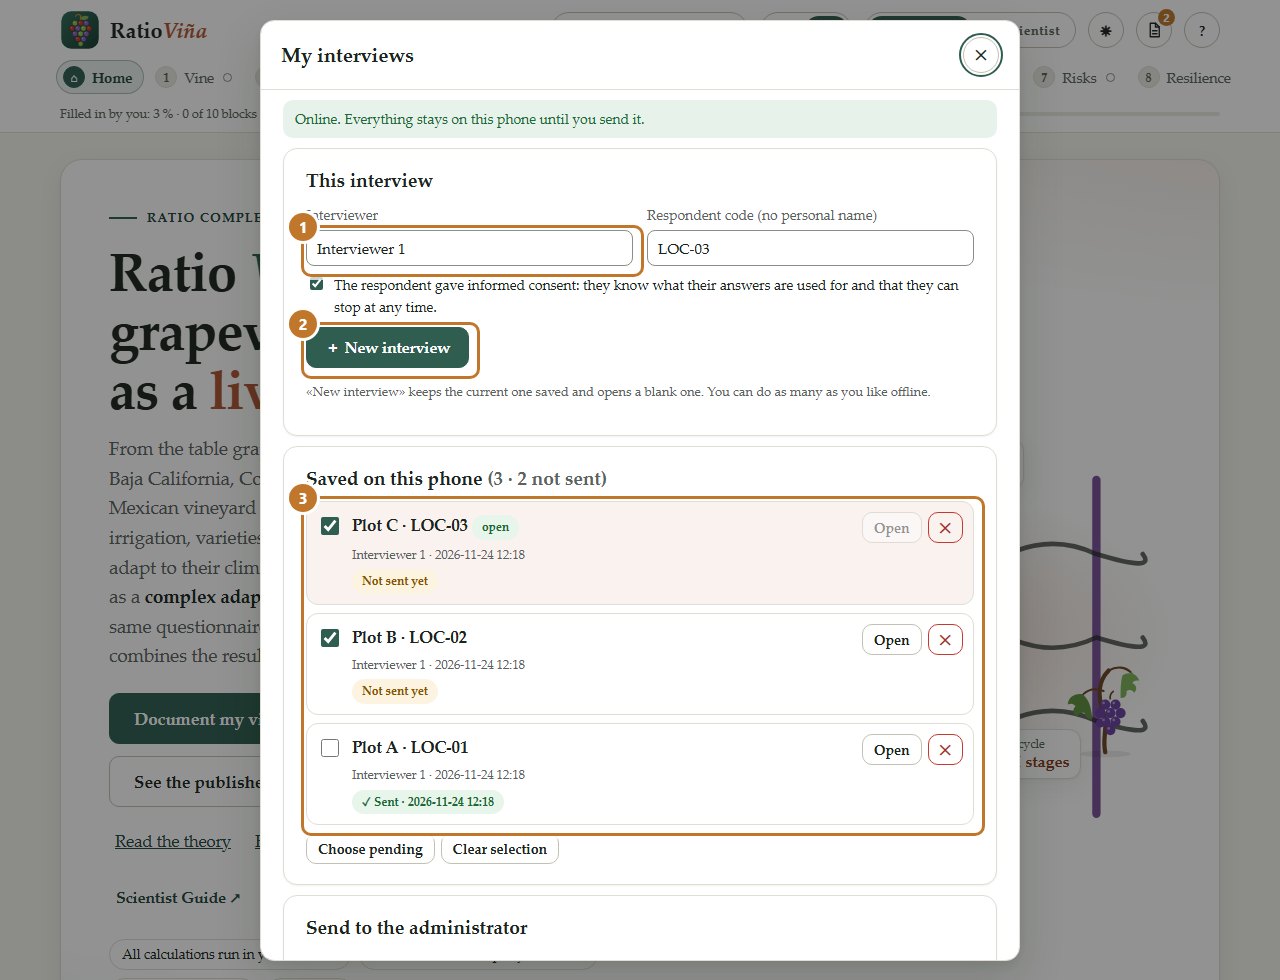 RatioViña
ientist
2
?
Home
1 Vine
7 Risks
8 Resilience
Filled in by you: 3 % · 0 of 10 blocks
My interviews
Online. Everything stays on this phone until you send it.
This interview
Interviewer
Respondent code (no personal name)
1
Interviewer 1
LOC-03
The respondent gave informed consent: they know what their answers are used for and that they can
stop at any time.
2
+ New interview
«New interview» keeps the current one saved and opens a blank one. You can do as many as you like offline.
Saved on this phone (3 · 2 not sent)
3
Plot C · LOC-03 open
Open
Interviewer 1 · 2026-11-24 12:18
Not sent yet
Plot B · LOC-02
Open
Interviewer 1 · 2026-11-24 12:18
Not sent yet
Plot A · LOC-01
Open
Interviewer 1 · 2026-11-24 12:18
✓ Sent · 2026-11-24 12:18
Choose pending
Clear selection
Send to the administrator
RATIO COMPLE
Ratio
grapev
as a liv
From the table gra
Baja California, Co
Mexican vineyard
irrigation, varietie
adapt to their clim
as a complex adap
same questionnair
combines the resul
Document my vi
See the publishe
Read the theory
Scientist Guide ↗
All calculations run in y
cycle
stages